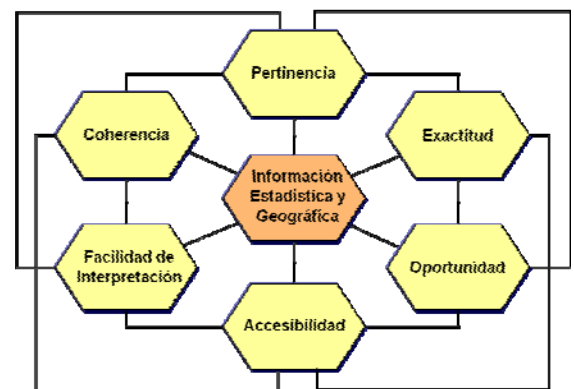 Pertinencia
Coherencia
Exactitud
Información
Estadística y
Geográfica
Facilidad de
Interpretación
Oportunidad
Accesibilidad